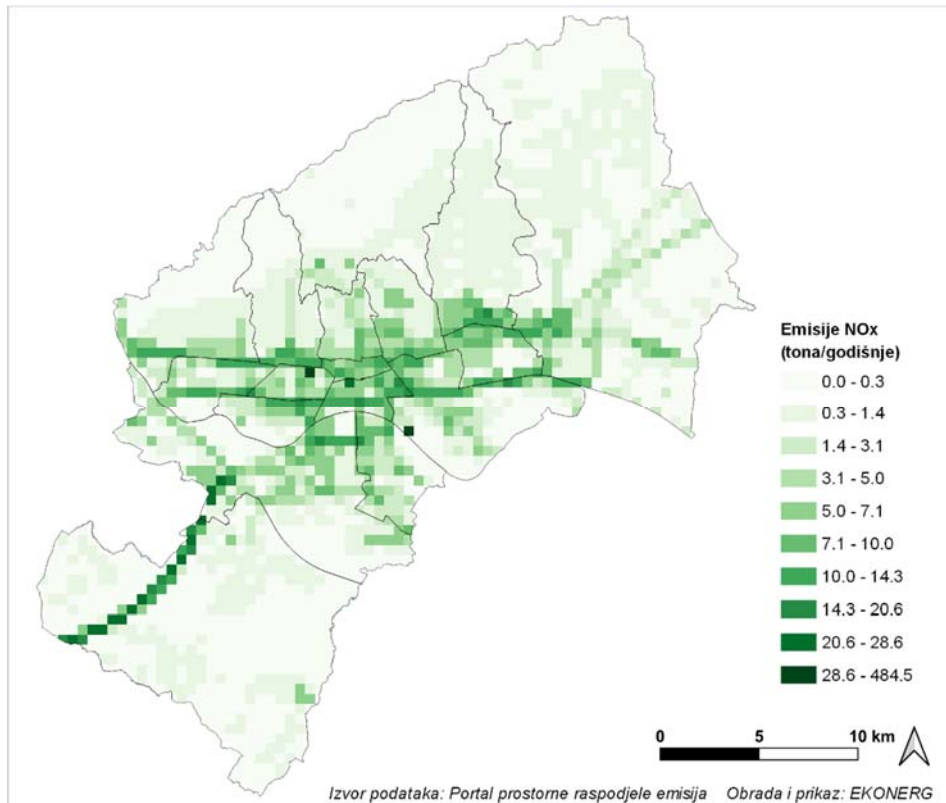 Emisije NOx
(tona/godišnje)
0.0 - 0.3
0.3 - 1.4
1.4 - 3.1
3.1 - 5.0
5.0 - 7.1
7.1 - 10.0
10.0 - 14.3
14.3 - 20.6
20.6 - 28.6
28.6 - 484.5
0 5 10 km
Izvor podataka: Portal prostorne raspodjele emisija Obrada i prikaz: EKONERG